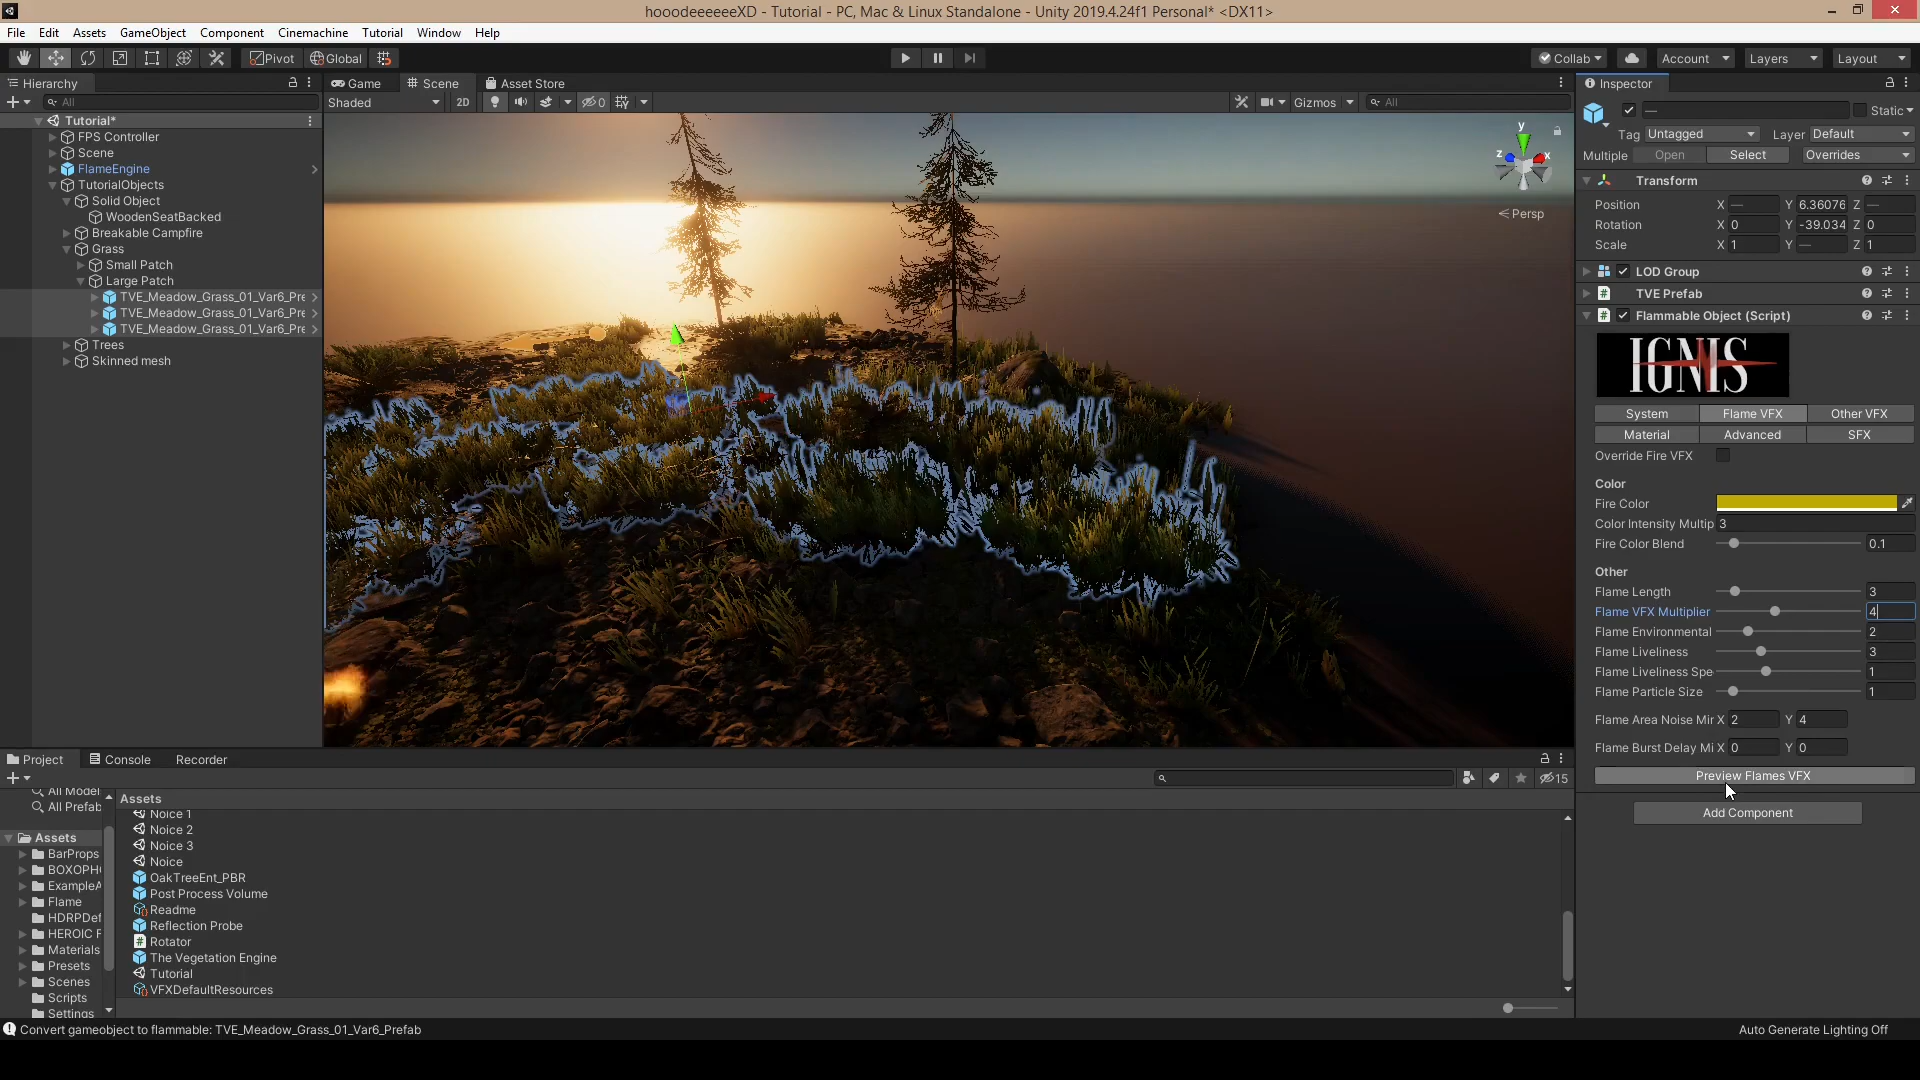 hooodeeeeeeXD - Tutorial - PC, Mac & Linux Standalone - Unity 2019.4.24f1 Personal* <DX11>
File Edit Assets GameObject Component Cinemachine Tutorial Window Help
Pivot Global Collab Account Layers Layout
Hierarchy
All
Tutorial*
FPS Controller
Scene
FlameEngine
TutorialObjects
Solid Object
WoodenSeatBacked
Breakable Campfire
Grass
Small Patch
Large Patch
TVE_Meadow_Grass_01_Var6_Pre
TVE_Meadow_Grass_01_Var6_Pre
TVE_Meadow_Grass_01_Var6_Pre
Trees
Skinned mesh
Game Scene Asset Store
Shaded 2D 0 Gizmos All
y
z x
Persp
Inspector
Static
Tag Untagged Layer Default
Multiple Open Select Overrides
Transform
Position X — Y 6.36076 Z —
Rotation X 0 Y -39.034 Z 0
Scale X 1 Y — Z 1
LOD Group
TVE Prefab
Flammable Object (Script)
IGNIS
System Flame VFX Other VFX
Material Advanced SFX
Override Fire VFX
Color
Fire Color
Color Intensity Multip 3
Fire Color Blend 0.1
Other
Flame Length 3
Flame VFX Multiplier 4
Flame Environmental 2
Flame Liveliness 3
Flame Liveliness Spe 1
Flame Particle Size 1
Flame Area Noise Mir X 2 Y 4
Flame Burst Delay Mi X 0 Y 0
Preview Flames VFX
Add Component
Project Console Recorder
15
All Model
All Prefab
Assets
BarProps
BOXOPH
ExampleA
Flame
HDRPDef
HEROIC F
Materials
Presets
Scenes
Scripts
Settings
Assets
Noice 1
Noice 2
Noice 3
Noice
OakTreeEnt_PBR
Post Process Volume
Readme
Reflection Probe
Rotator
The Vegetation Engine
Tutorial
VFXDefaultResources
Convert gameobject to flammable: TVE_Meadow_Grass_01_Var6_Prefab
Auto Generate Lighting Off